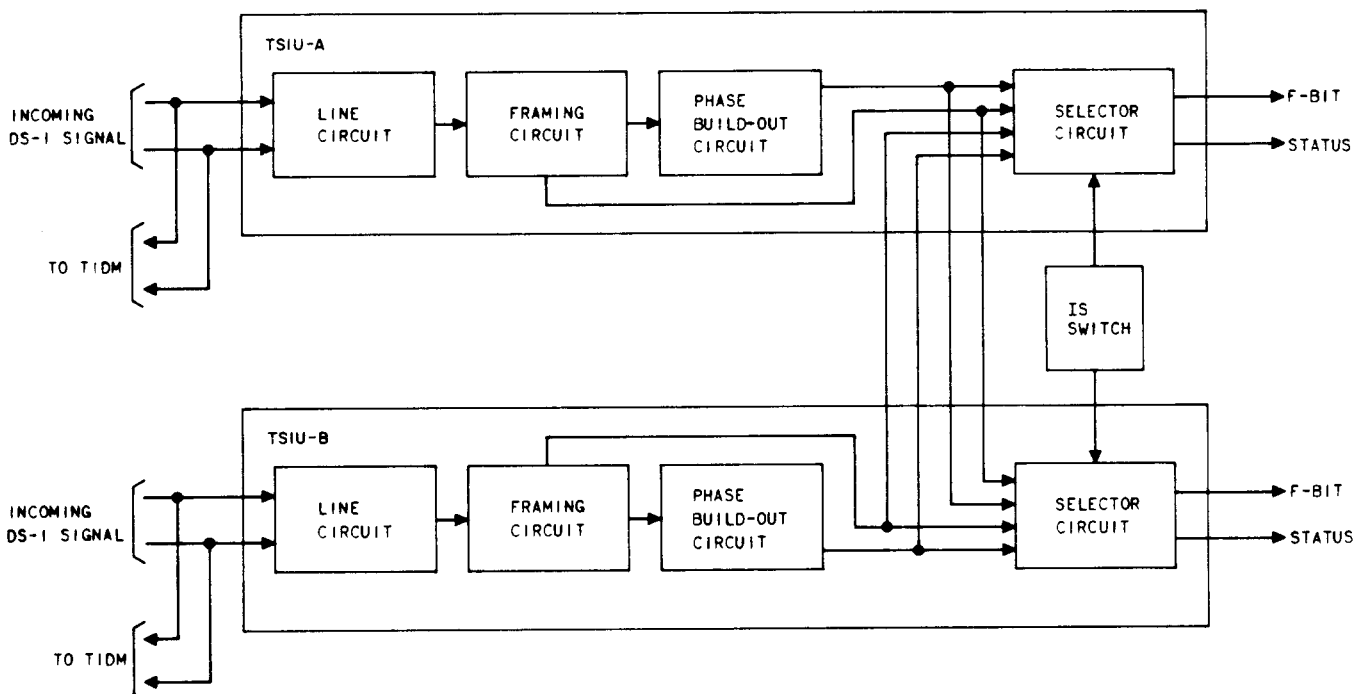 TSIU-A
INCOMING
DS-1 SIGNAL
LINE
CIRCUIT
FRAMING
CIRCUIT
PHASE
BUILD-OUT
CIRCUIT
SELECTOR
CIRCUIT
F-BIT
STATUS
TO TIDM
IS
SWITCH
TSIU-B
INCOMING
DS-1 SIGNAL
LINE
CIRCUIT
FRAMING
CIRCUIT
PHASE
BUILD-OUT
CIRCUIT
SELECTOR
CIRCUIT
F-BIT
STATUS
TO TIDM